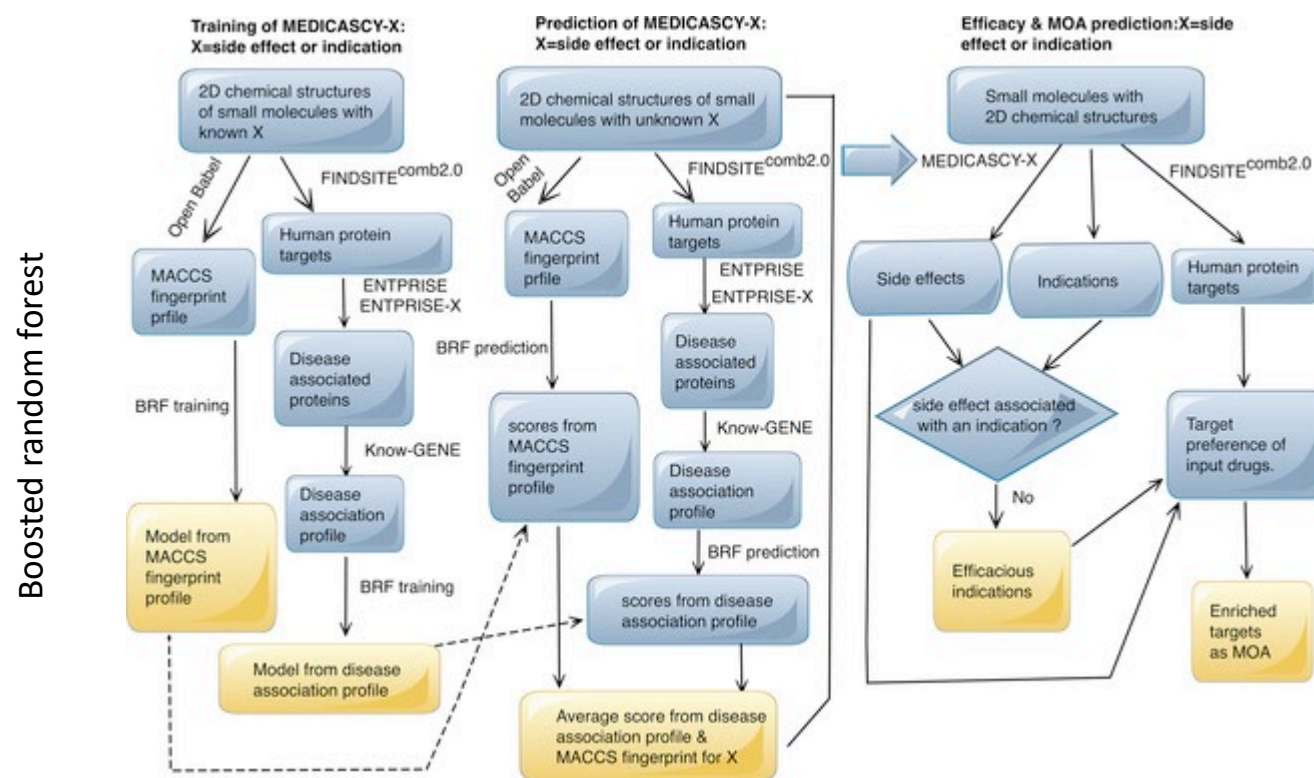 Boosted random forest
Training of MEDICASCY-X:
X=side effect or indication
2D chemical structures
of small molecules with
known X
Open Babel
FINDSITEcomb2.0
MACCS
fingerprint
prfile
Human protein
targets
ENTPRISE
ENTPRISE-X
Disease
associated
proteins
BRF training
Know-GENE
Disease
association
profile
Model from
MACCS
fingerprint
profile
BRF training
Model from disease
association profile
Prediction of MEDICASCY-X:
X=side effect or indication
2D chemical structures of small
molecules with unknown X
Open
Babel
FINDSITEcomb2.0
MACCS
fingerprint
prfile
Human protein
targets
ENTPRISE
ENTPRISE-X
BRF prediction
Disease
associated
proteins
scores from
MACCS
fingerprint
profile
Know-GENE
Disease
association
profile
BRF prediction
scores from disease
association profile
Average score from disease
association profile &
MACCS fingerprint for X
Efficacy & MOA prediction:X=side
effect or indication
Small molecules with
2D chemical structures
MEDICASCY-X
FINDSITEcomb2.0
Side effects
Indications
Human protein
targets
side effect associated
with an indication ?
No
Target
preference of
input drugs.
Efficacious
indications
Enriched
targets
as MOA